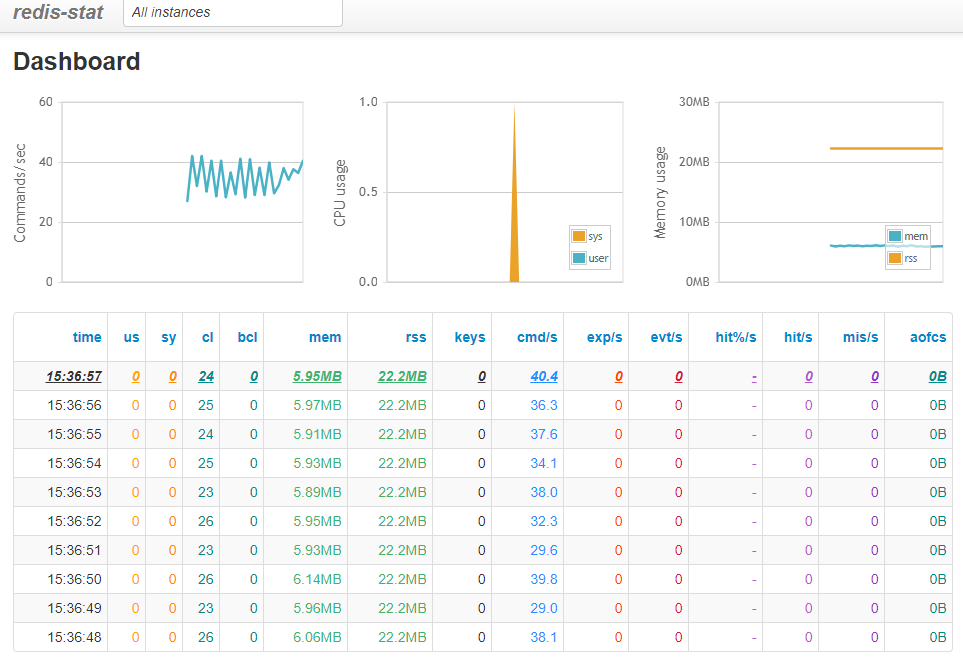 redis-stat All instances
Dashboard
Commands/sec
60
40
20
0
CPU usage
1.0
0.5
0.0
sys
user
Memory usage
30MB
20MB
10MB
0MB
mem
rss
time us sy cl bcl mem rss keys cmd/s exp/s evt/s hit%/s hit/s mis/s aofcs
15:36:57 0 0 24 0 5.95MB 22.2MB 0 40.4 0 0 - 0 0 0B
15:36:56 0 0 25 0 5.97MB 22.2MB 0 36.3 0 0 - 0 0 0B
15:36:55 0 0 24 0 5.91MB 22.2MB 0 37.6 0 0 - 0 0 0B
15:36:54 0 0 25 0 5.93MB 22.2MB 0 34.1 0 0 - 0 0 0B
15:36:53 0 0 23 0 5.89MB 22.2MB 0 38.0 0 0 - 0 0 0B
15:36:52 0 0 26 0 5.95MB 22.2MB 0 32.3 0 0 - 0 0 0B
15:36:51 0 0 23 0 5.93MB 22.2MB 0 29.6 0 0 - 0 0 0B
15:36:50 0 0 26 0 6.14MB 22.2MB 0 39.8 0 0 - 0 0 0B
15:36:49 0 0 23 0 5.96MB 22.2MB 0 29.0 0 0 - 0 0 0B
15:36:48 0 0 26 0 6.06MB 22.2MB 0 38.1 0 0 - 0 0 0B